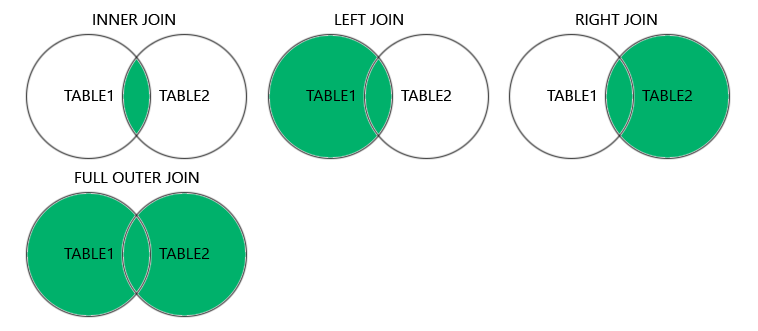 INNER JOIN
TABLE1 TABLE2
LEFT JOIN
TABLE1 TABLE2
RIGHT JOIN
TABLE1 TABLE2
FULL OUTER JOIN
TABLE1 TABLE2